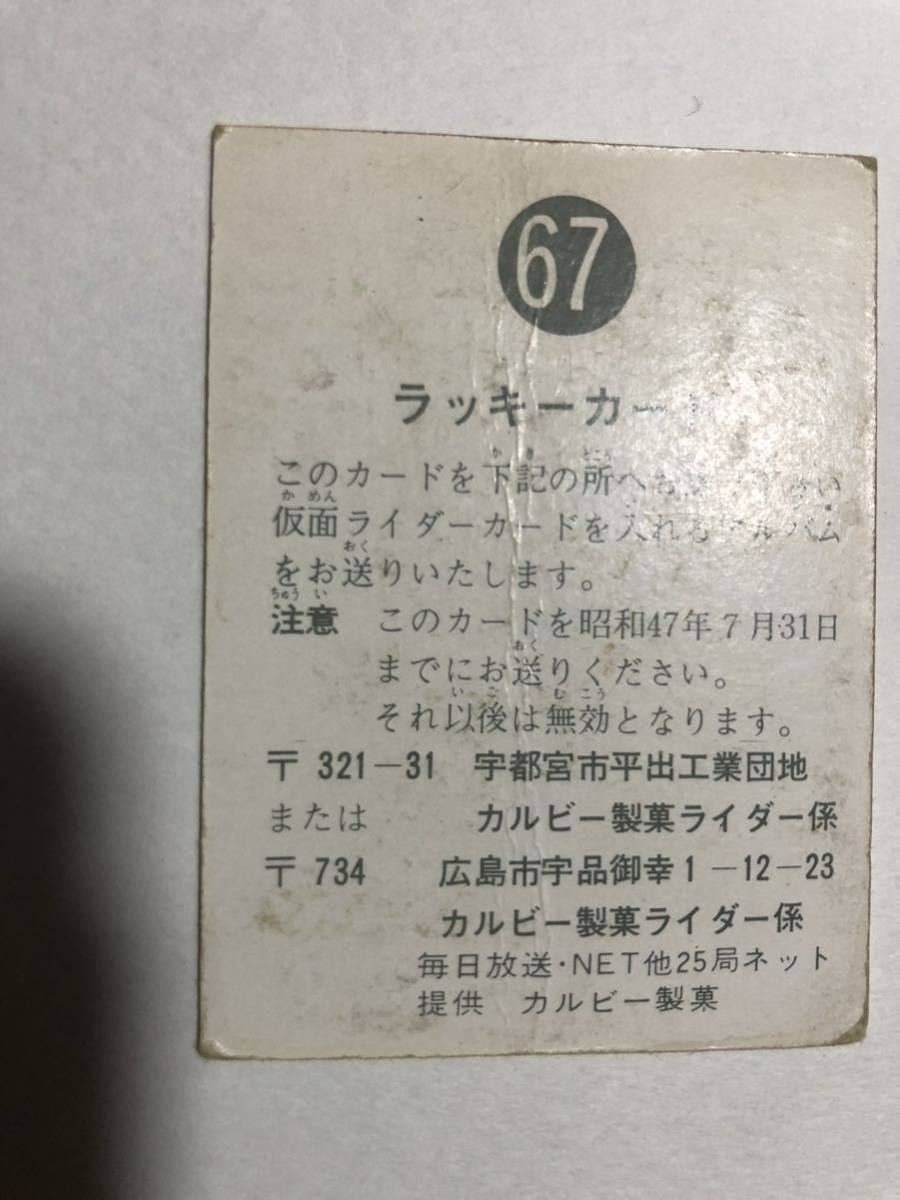 67
ラッキーカー
このカードを下記の所へお い
仮面ライダーカードを入れるアルバム
をお送りいたします。
注意 このカードを昭和47年7月31日
までにお送りください。
それ以後は無効となります。
〒321-31 宇都宮市平出工業団地
または カルビー製菓ライダー係
〒734 広島市宇品御幸1-12-23
カルビー製菓ライダー係
毎日放送・NET他25局ネット
提供 カルビー製菓